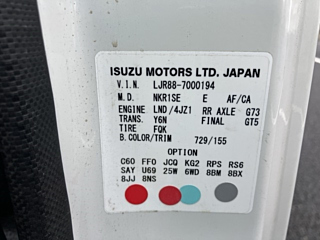 ISUZU MOTORS LTD. JAPAN
V.I.N. LJR88-7000194
M.D. NKR1SE E AF/CA
ENGINE LND /4JZ1 RR AXLE G73
TRANS. Y6N FINAL GT5
TIRE FQK
B.COLOR/TRIM 729/155
OPTION
C60 FF0 JCQ KG2 RPS RS6
SAY U69 25W 6WD 8BM 8BX
8JJ 8NS